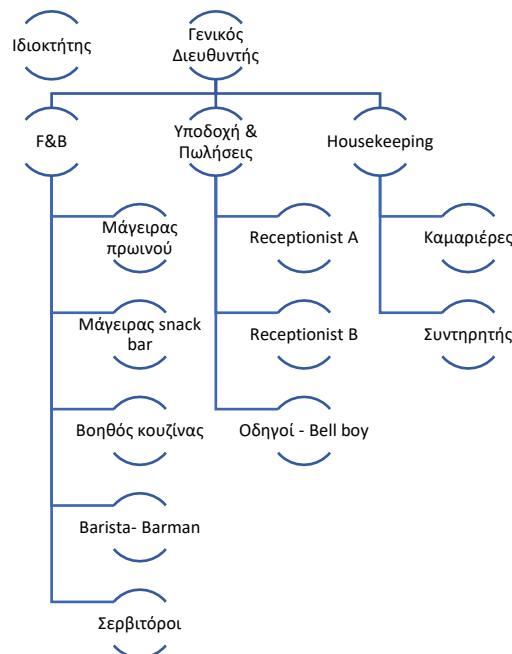 Ιδιοκτήτης
Γενικός
Διευθυντής
F&B
Υποδοχή &
Πωλήσεις
Housekeeping
Μάγειρας
πρωινού
Receptionist A
Καμαριέρες
Μάγειρας snack
bar
Receptionist B
Συντηρητής
Βοηθός κουζίνας
Οδηγοί - Bell boy
Barista- Barman
Σερβιτόροι